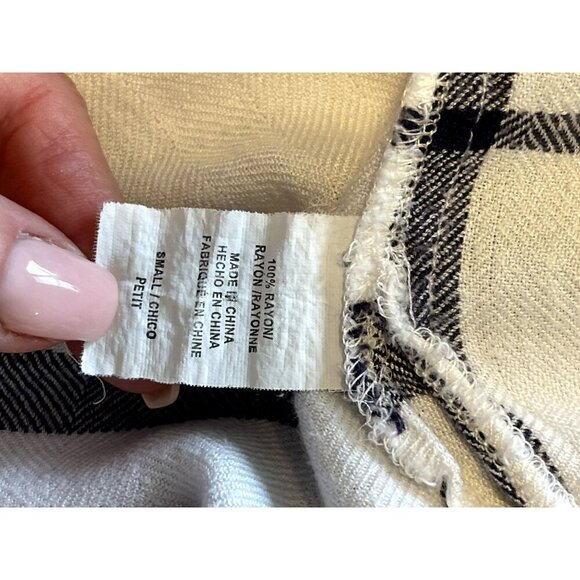 100% RAYON/
RAYON/RAYONNE
MADE IN CHINA
HECHO EN CHINA
FABRIQUÉ EN CHINE
SMALL / CHICO
PETIT